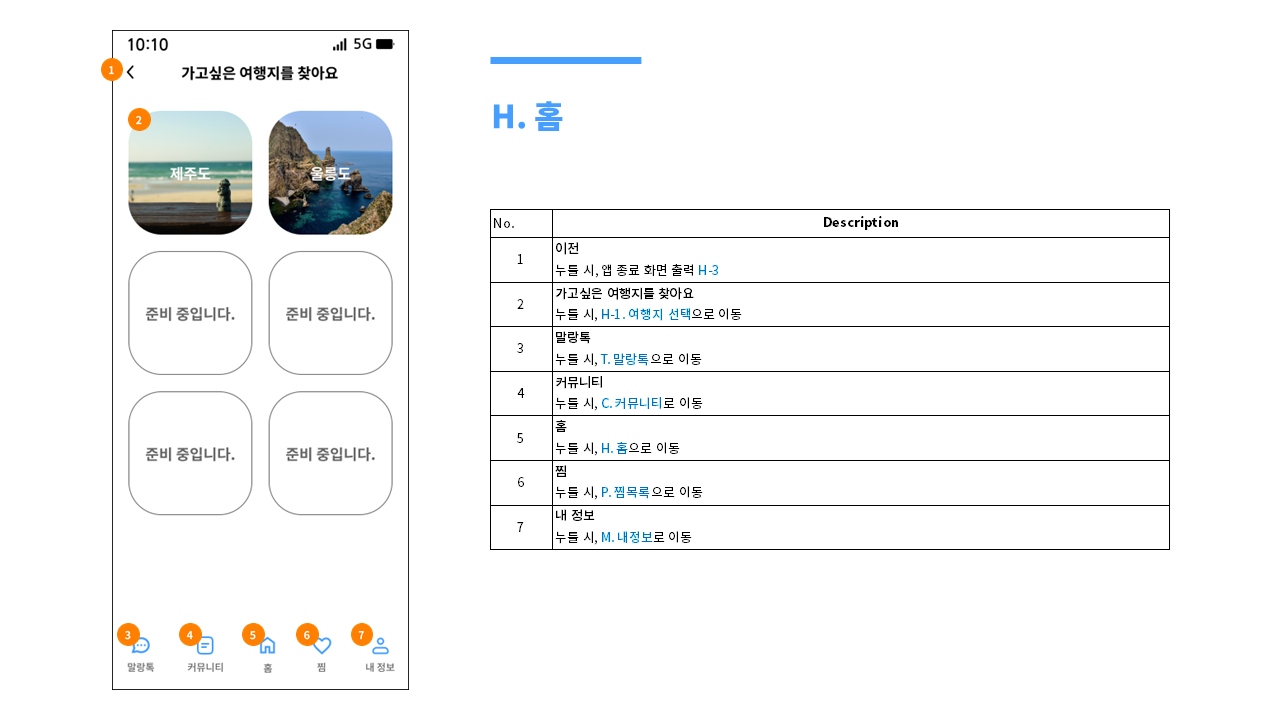 10:10
5G
1
가고싶은 여행지를 찾아요
2
제주도
울릉도
준비 중입니다.
준비 중입니다.
준비 중입니다.
준비 중입니다.
3
4
5
6
7
말랑톡
커뮤니티
홈
찜
내 정보
H. 홈
No.
Description
1
이전
누를 시, 앱 종료 화면 출력 H-3
2
가고싶은 여행지를 찾아요
누를 시, H-1. 여행지 선택으로 이동
3
말랑톡
누를 시, T. 말랑톡으로 이동
4
커뮤니티
누를 시, C. 커뮤니티로 이동
5
홈
누를 시, H. 홈으로 이동
6
찜
누를 시, P. 찜목록으로 이동
7
내 정보
누를 시, M. 내정보로 이동